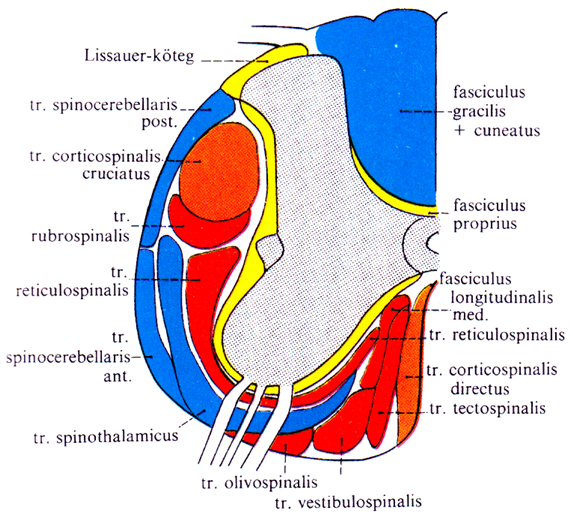 Lissauer-köteg
tr. spinocerebellaris
post.
tr. corticospinalis
cruciatus
tr.
rubrospinalis
tr.
reticulospinalis
tr.
spinocerebellaris
ant.
tr. spinothalamicus
tr. olivospinalis
tr. vestibulospinalis
fasciculus
gracilis
+ cuneatus
fasciculus
proprius
fasciculus
longitudinalis
med.
tr. reticulospinalis
tr. corticospinalis
directus
tr. tectospinalis